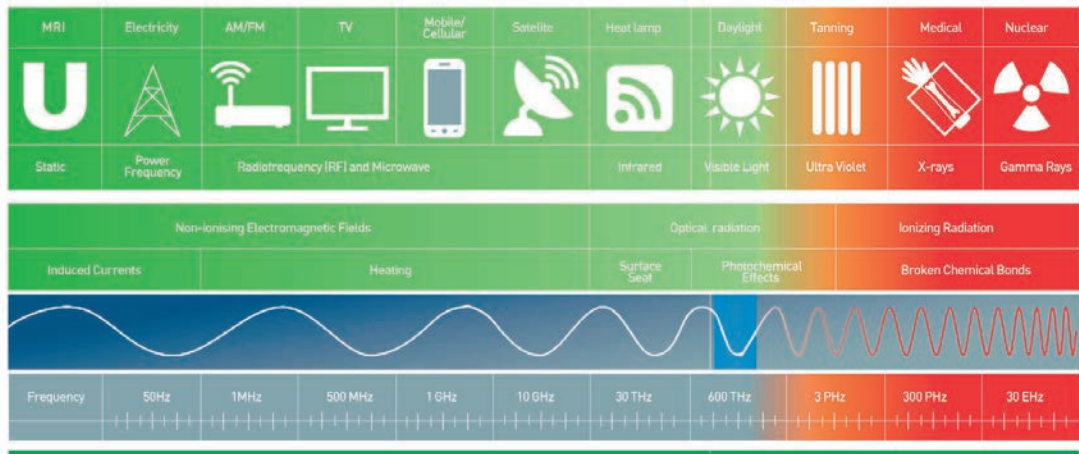 MRI Electricity AM/FM TV Mobile/ Cellular Satelite Heat lamp Daylight Tanning Medical Nuclear
Static Power Frequency Radiotrequency (RF) and Microwave Infrared Visible Light Ultra Violet X-rays Gamma Rays
Non-ionising Electromagnetic Fields Optical radiation Ionizing Radiation
Induced Currents Heating Surface Seat Photochemical Effects Broken Chemical Bonds
Frequency 50Hz 1MHz 500 MHz 1 GHz 10 GHz 30 THz 600 THz 3 PHz 300 PHz 30 EHz